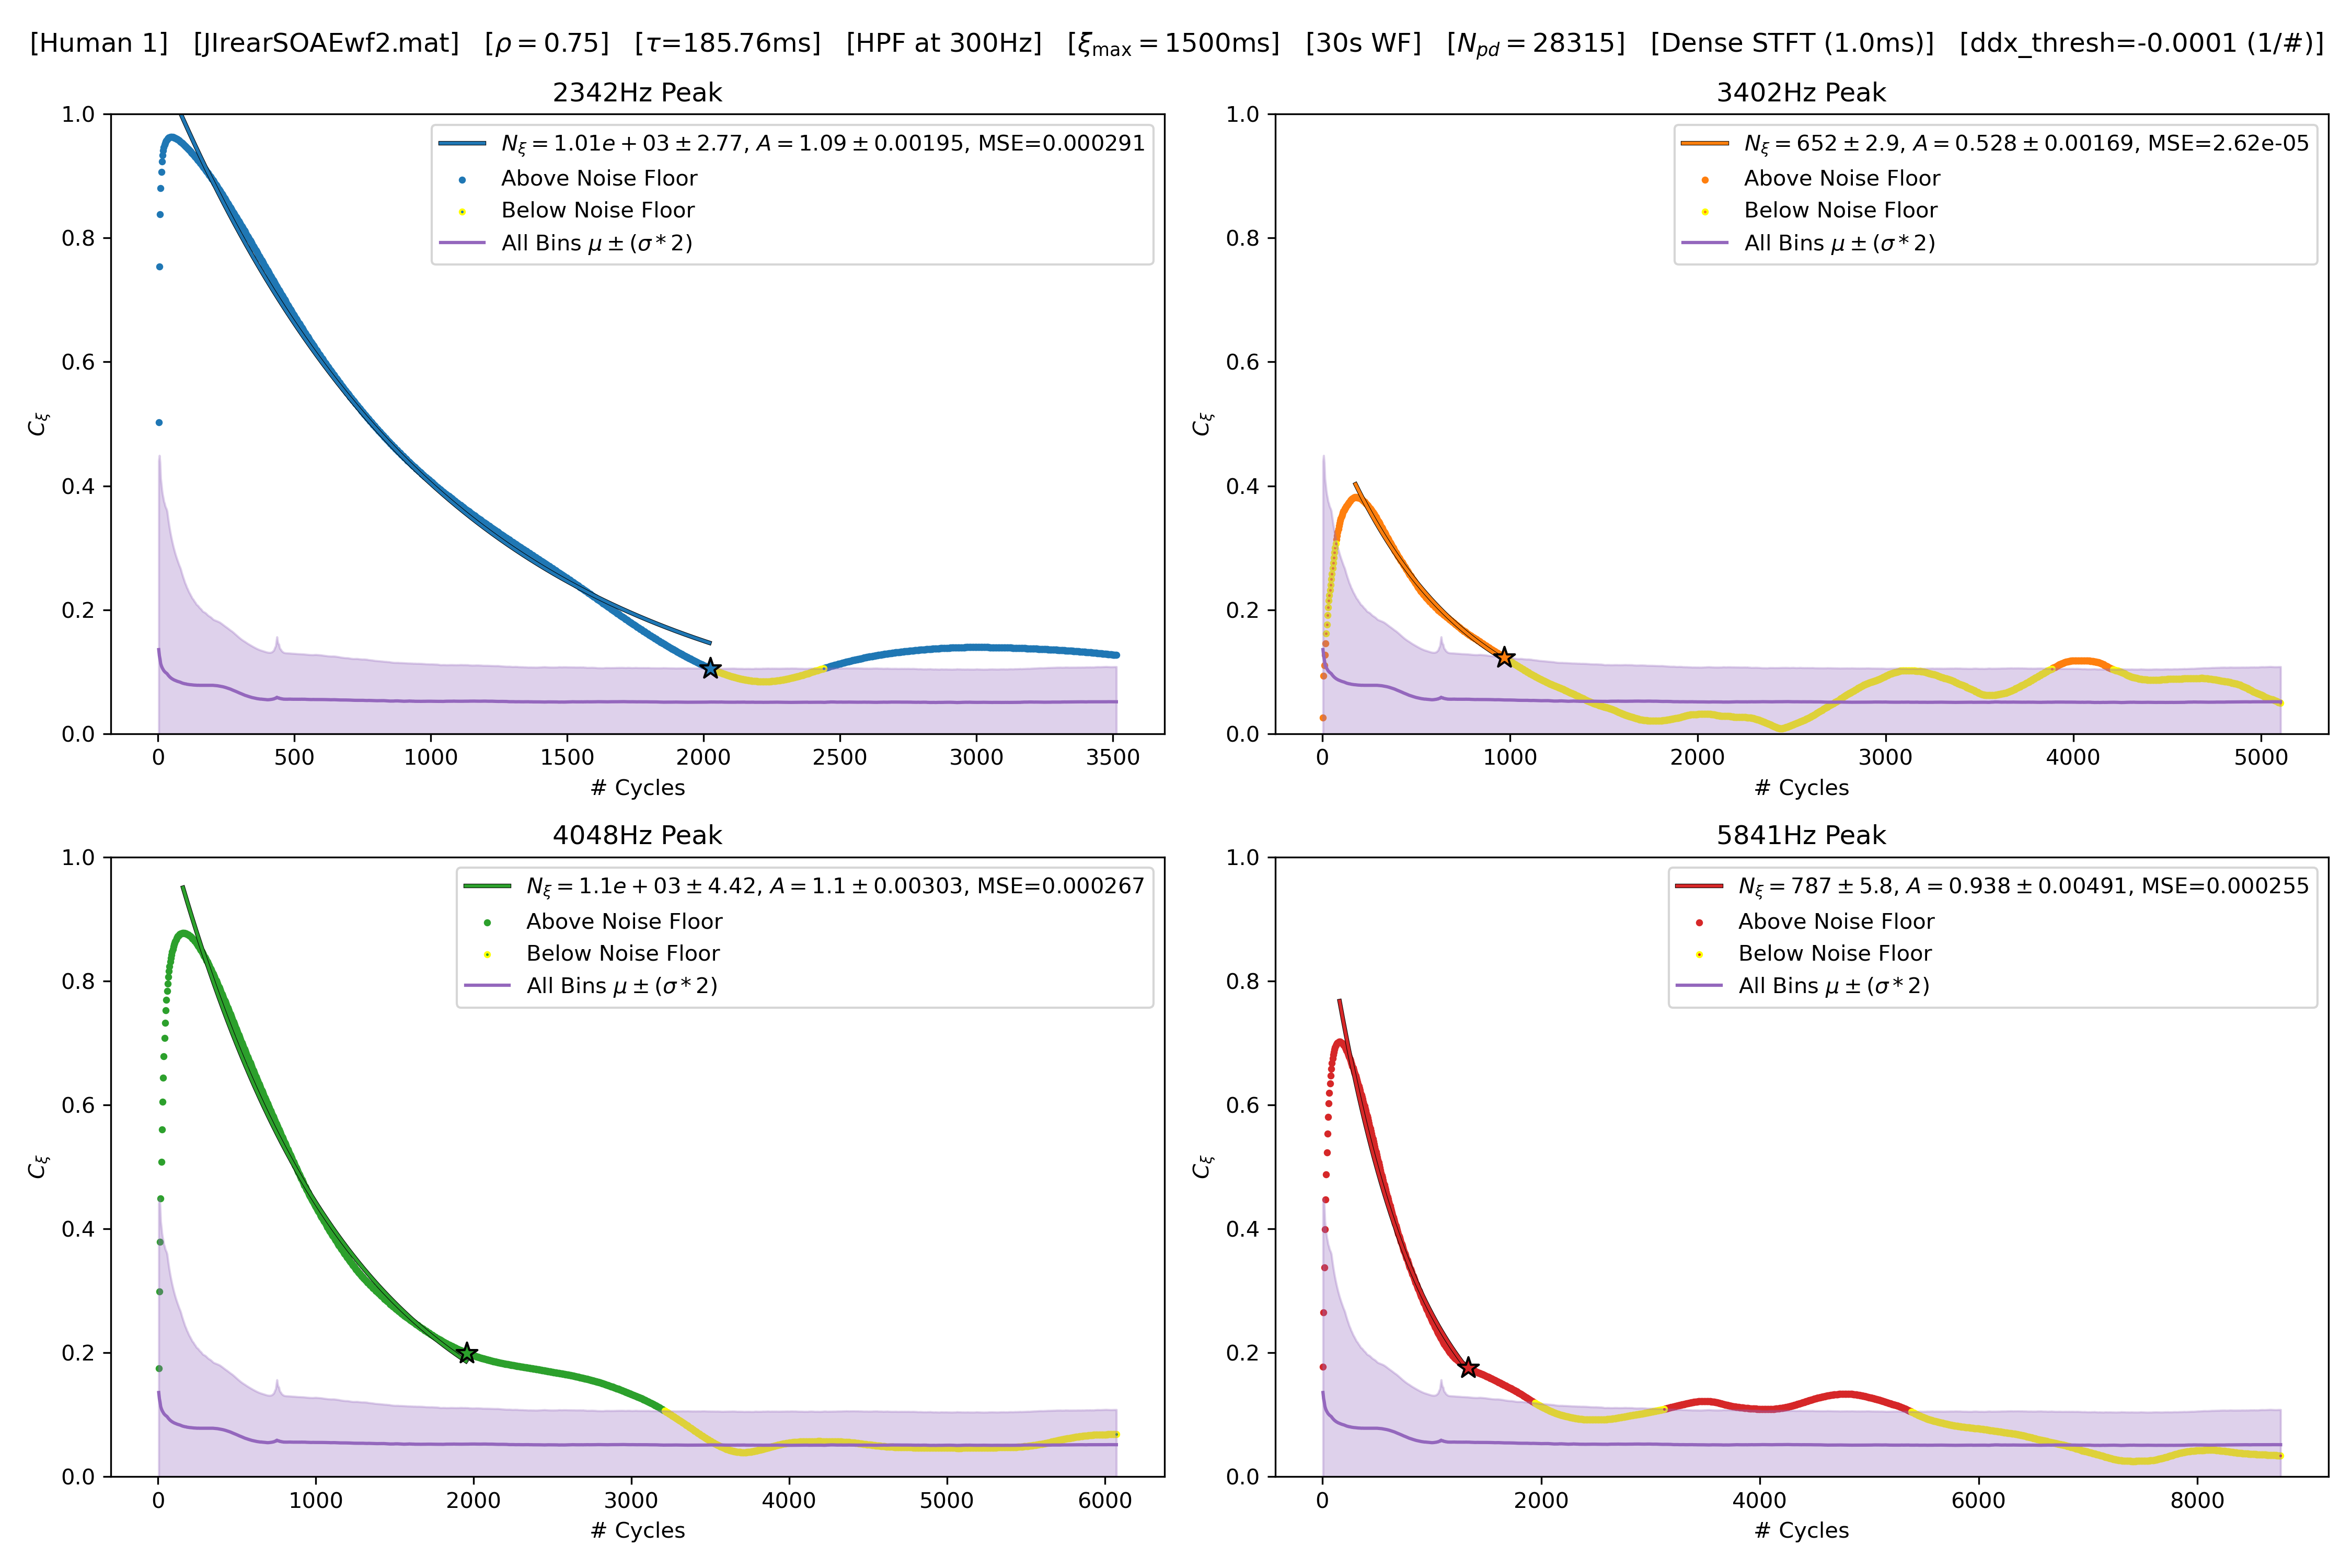 [Human 1] [JIrearSOAEwf2.mat] [ρ = 0.75] [τ=185.76ms] [HPF at 300Hz] [ξmax = 1500ms] [30s WF] [Npd = 28315] [Dense STFT (1.0ms)] [ddx_thresh=-0.0001 (1/#)]
2342Hz Peak
Nξ = 1.01e + 03 ± 2.77, A = 1.09 ± 0.00195, MSE=0.000291
Above Noise Floor
Below Noise Floor
All Bins μ ± (σ * 2)
1.0
0.8
0.6
0.4
0.2
0.0
Cξ
0 500 1000 1500 2000 2500 3000 3500
# Cycles
3402Hz Peak
Nξ = 652 ± 2.9, A = 0.528 ± 0.00169, MSE=2.62e-05
Above Noise Floor
Below Noise Floor
All Bins μ ± (σ * 2)
1.0
0.8
0.6
0.4
0.2
0.0
Cξ
0 1000 2000 3000 4000 5000
# Cycles
4048Hz Peak
Nξ = 1.1e + 03 ± 4.42, A = 1.1 ± 0.00303, MSE=0.000267
Above Noise Floor
Below Noise Floor
All Bins μ ± (σ * 2)
1.0
0.8
0.6
0.4
0.2
0.0
Cξ
0 1000 2000 3000 4000 5000 6000
# Cycles
5841Hz Peak
Nξ = 787 ± 5.8, A = 0.938 ± 0.00491, MSE=0.000255
Above Noise Floor
Below Noise Floor
All Bins μ ± (σ * 2)
1.0
0.8
0.6
0.4
0.2
0.0
Cξ
0 2000 4000 6000 8000
# Cycles